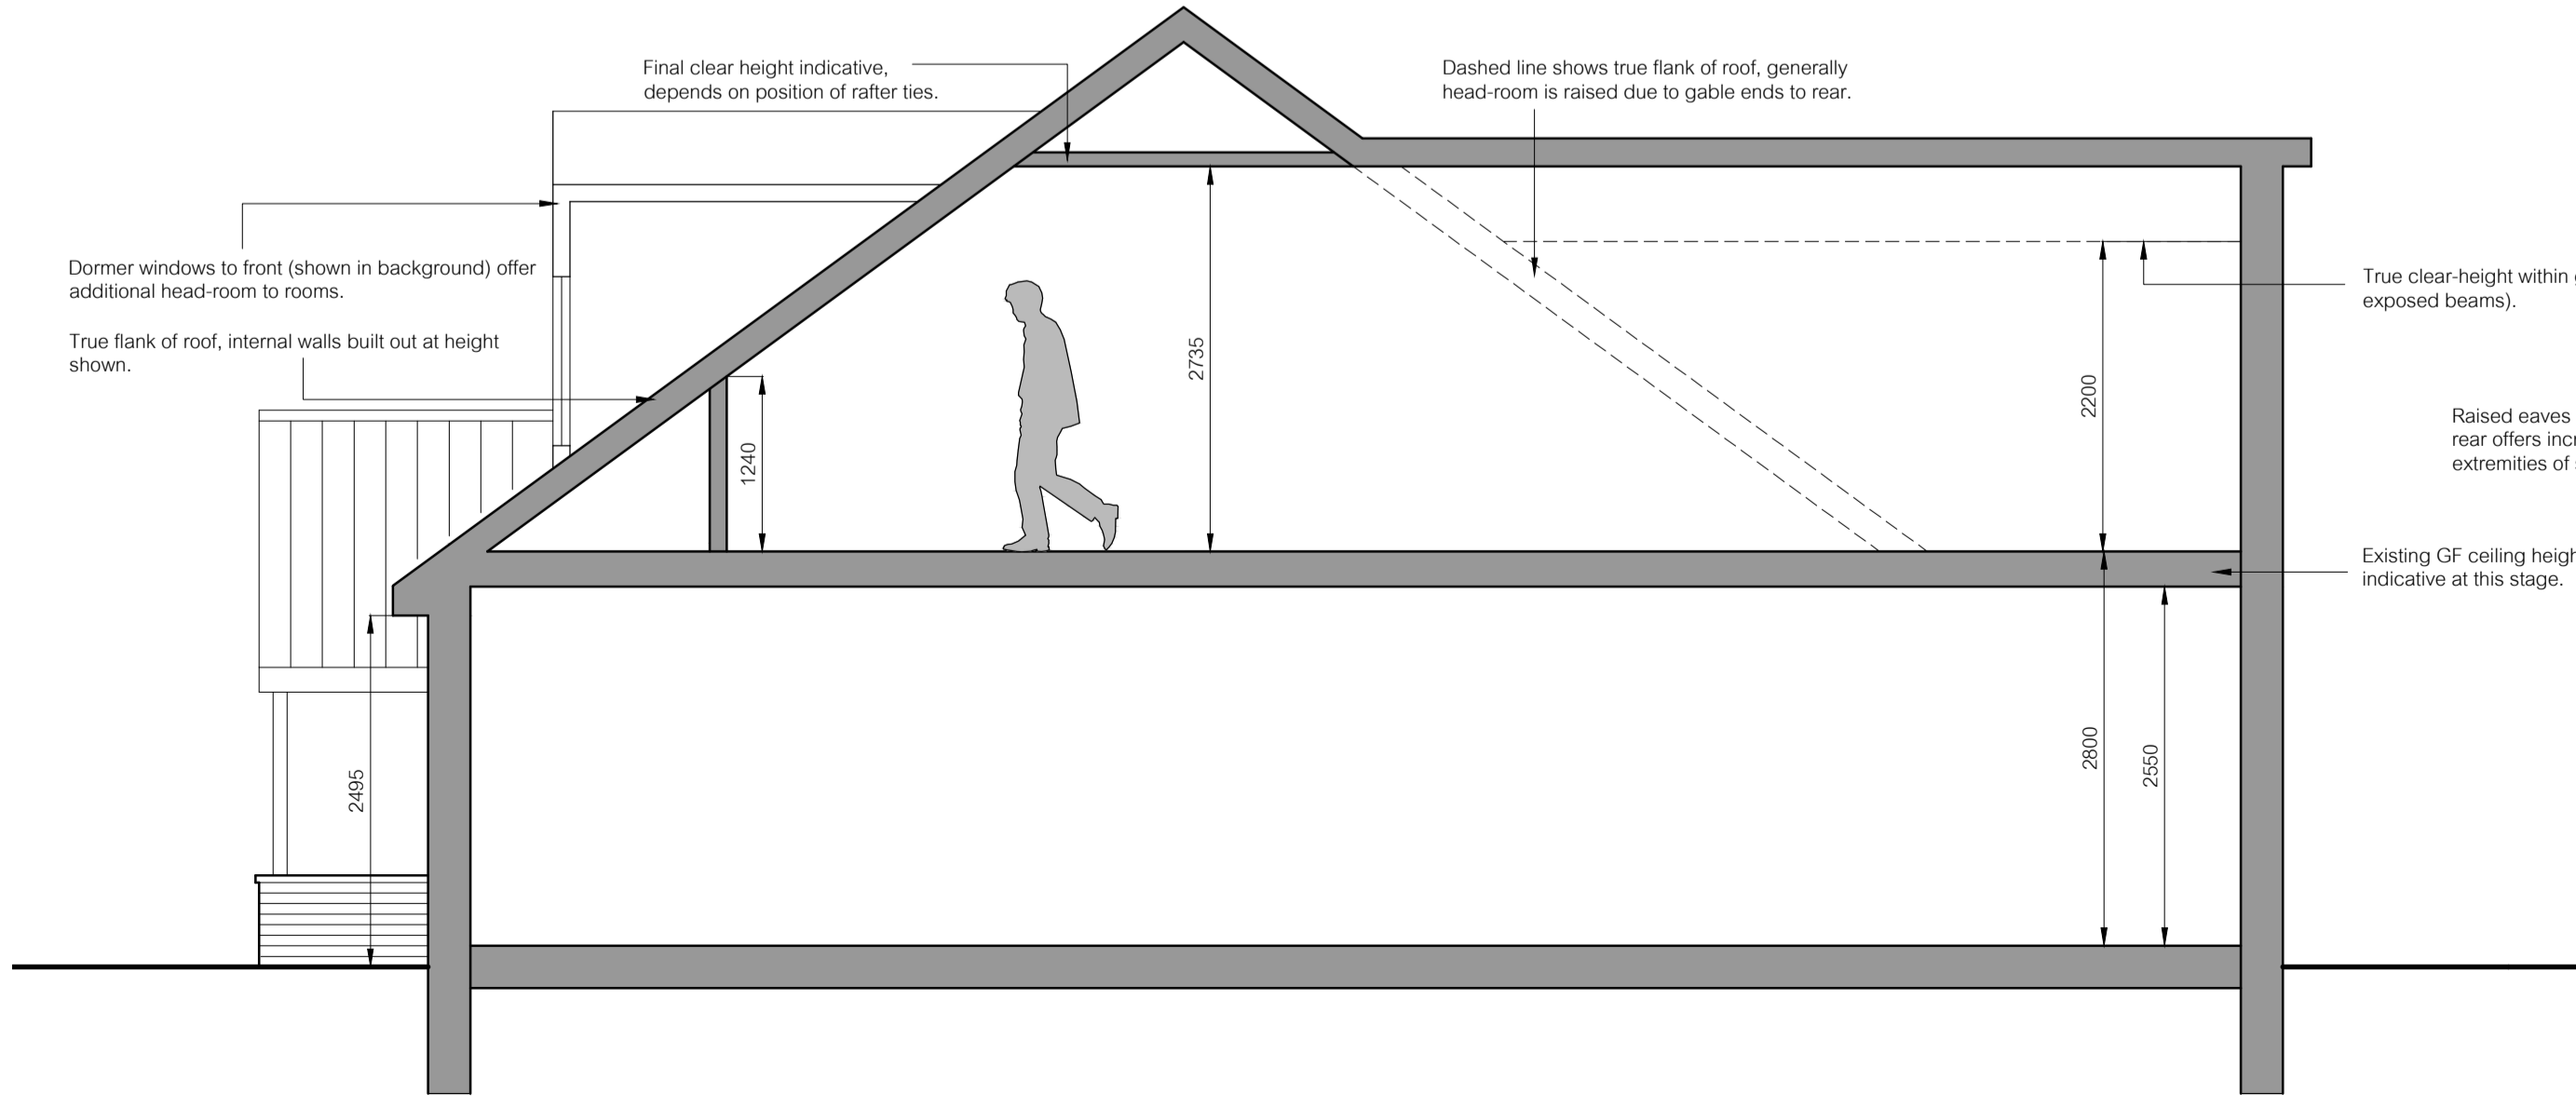 Final clear height indicative,
depends on position of rafter ties.
Dashed line shows true flank of roof, generally
head-room is raised due to gable ends to rear.
Dormer windows to front (shown in background) offer
additional head-room to rooms.
True flank of roof, internal walls built out at height
shown.
True clear-height within
exposed beams).
Raised eaves
rear offers
extremities of
Existing GF ceiling
indicative at this stage.
2735
2200
1240
2495
2800
2550